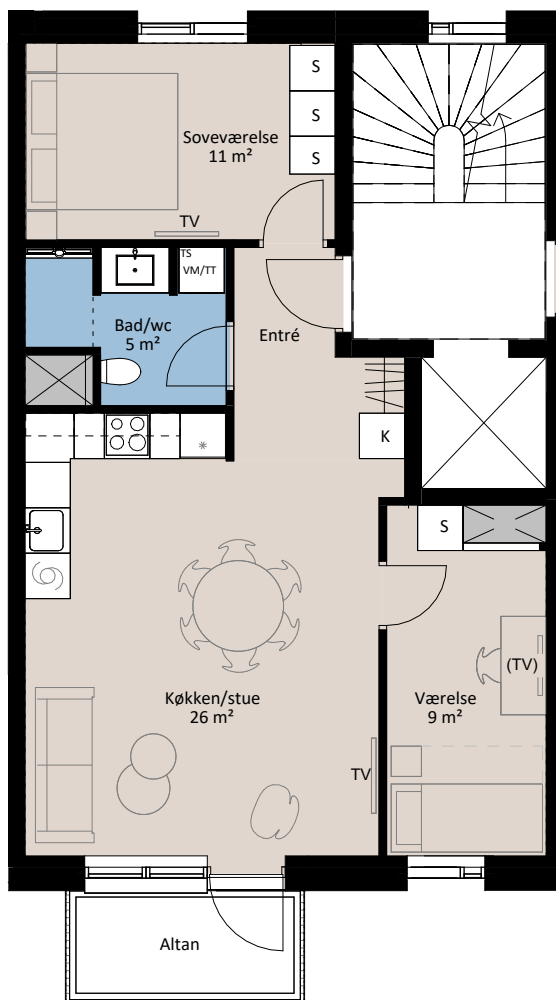 S
S
S
Soveværelse
11 m²
TV
TS
VM/TT
Bad/wc
5 m²
Entré
K
S
(TV)
Køkken/stue
26 m²
Værelse
9 m²
TV
Altan